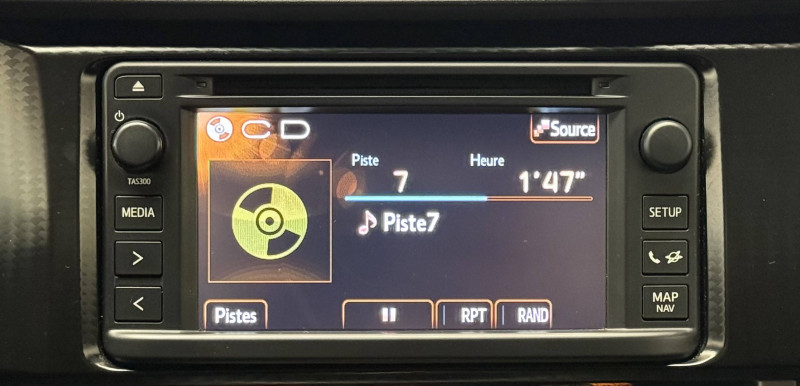 CD
Source
Piste
Heure
7
1'47"
Piste7
Pistes
RPT
RAND
TAS300
MEDIA
>
<
SETUP
MAP
NAV